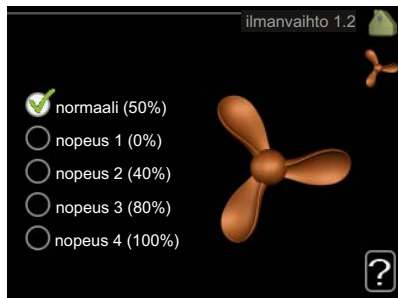 ilmanvaihto 1.2
normaali (50%)
nopeus 1 (0%)
nopeus 2 (40%)
nopeus 3 (80%)
nopeus 4 (100%)
?